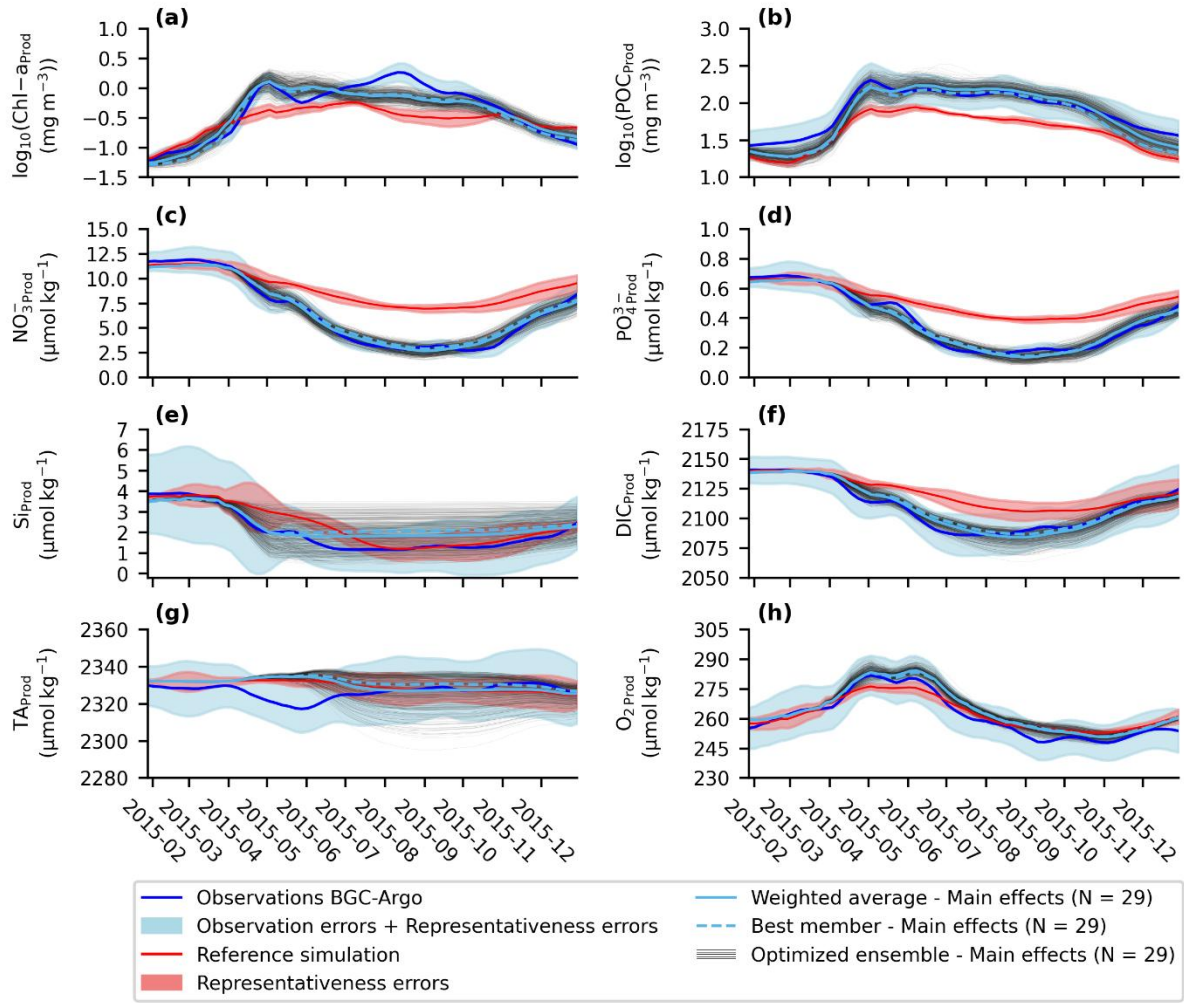 (a)
log₁₀(Chl−a_Prod)
(mg m⁻³))
1.0
0.5
0.0
−0.5
−1.0
−1.5
(b)
log₁₀(POC_Prod)
(mg m⁻³))
3.0
2.5
2.0
1.5
1.0
(c)
NO₃⁻_Prod
(µmol kg⁻¹)
15.0
12.5
10.0
7.5
5.0
2.5
0.0
(d)
PO₄³⁻_Prod
(µmol kg⁻¹)
1.0
0.8
0.6
0.4
0.2
0.0
(e)
Si_Prod
(µmol kg⁻¹)
7
6
5
4
3
2
1
0
(f)
DIC_Prod
(µmol kg⁻¹)
2175
2150
2125
2100
2075
2050
(g)
TA_Prod
(µmol kg⁻¹)
2360
2340
2320
2300
2280
(h)
O₂ Prod
(µmol kg⁻¹)
305
290
275
260
245
230
2015-02
2015-03
2015-04
2015-05
2015-06
2015-07
2015-08
2015-09
2015-10
2015-11
2015-12
2015-02
2015-03
2015-04
2015-05
2015-06
2015-07
2015-08
2015-09
2015-10
2015-11
2015-12
Observations BGC-Argo
Observation errors + Representativeness errors
Reference simulation
Representativeness errors
Weighted average - Main effects (N = 29)
Best member - Main effects (N = 29)
Optimized ensemble - Main effects (N = 29)